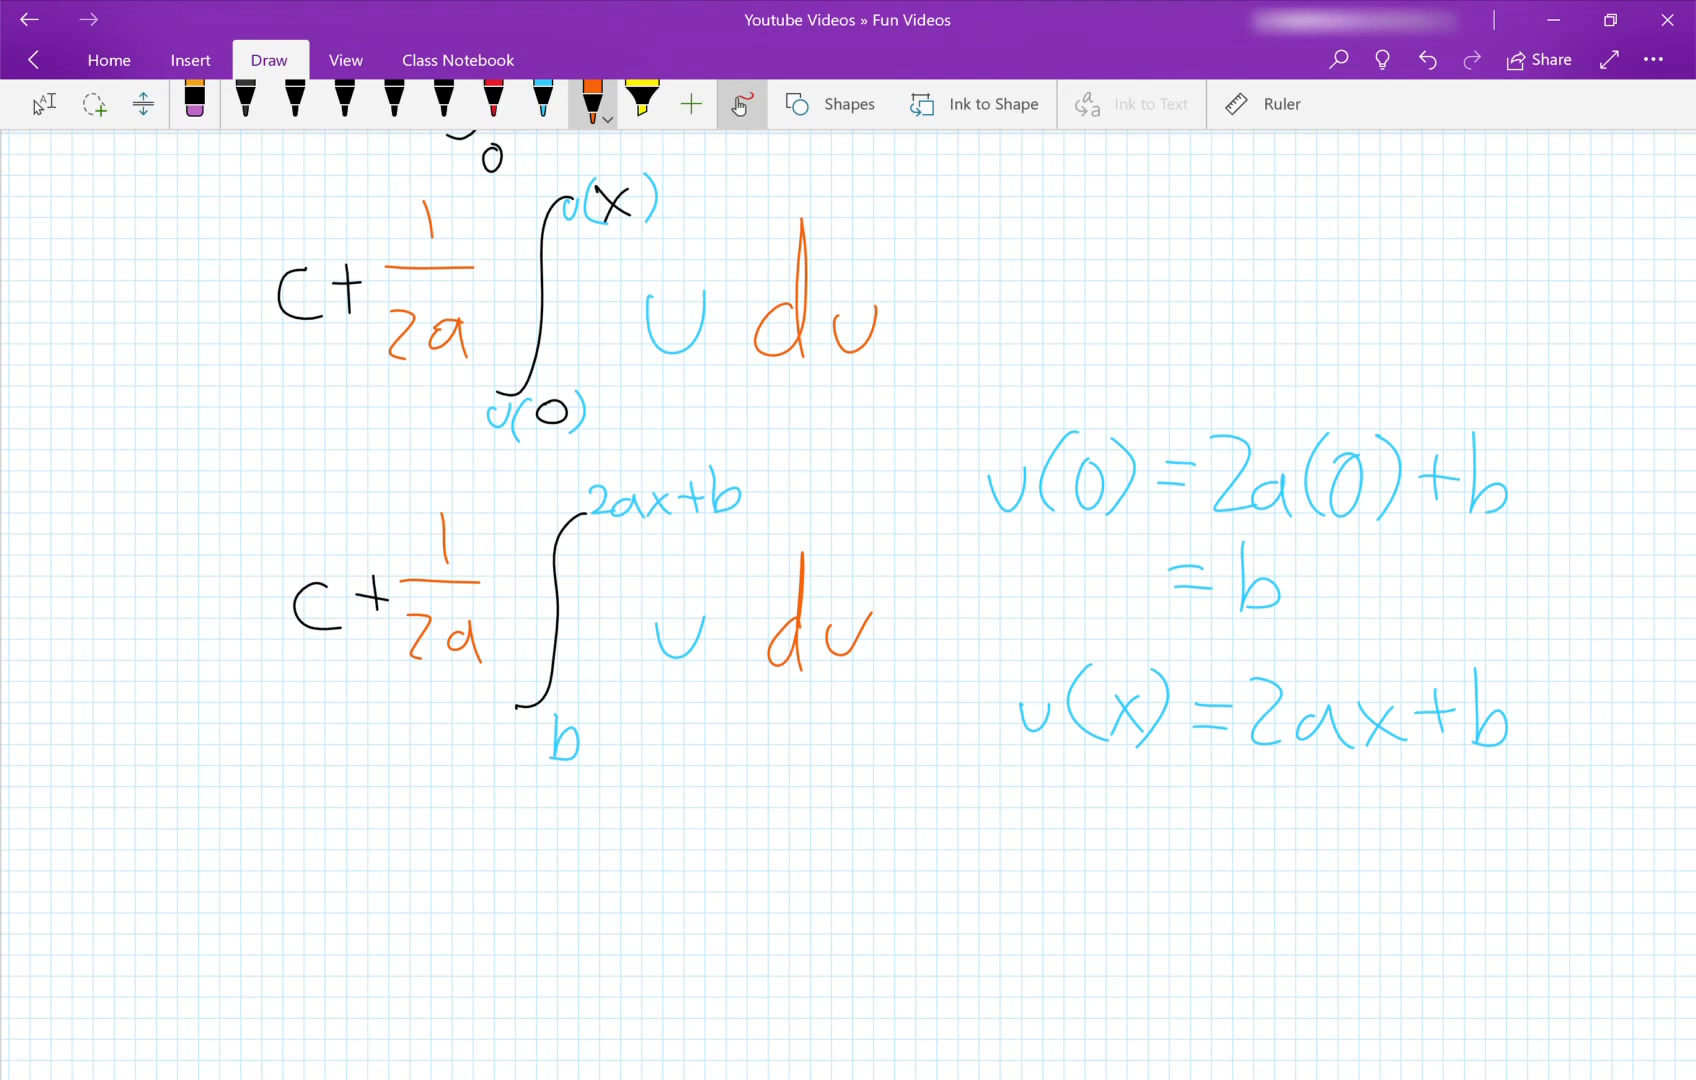 Youtube Videos » Fun Videos
Home Insert Draw View Class Notebook
Share
Shapes Ink to Shape Ink to Text Ruler
0
u(x)
C + 1/2a ∫ u du
u(0)
2ax+b
C + 1/2a ∫ u du
b
u(0) = 2a(0) + b
= b
u(x) = 2ax + b